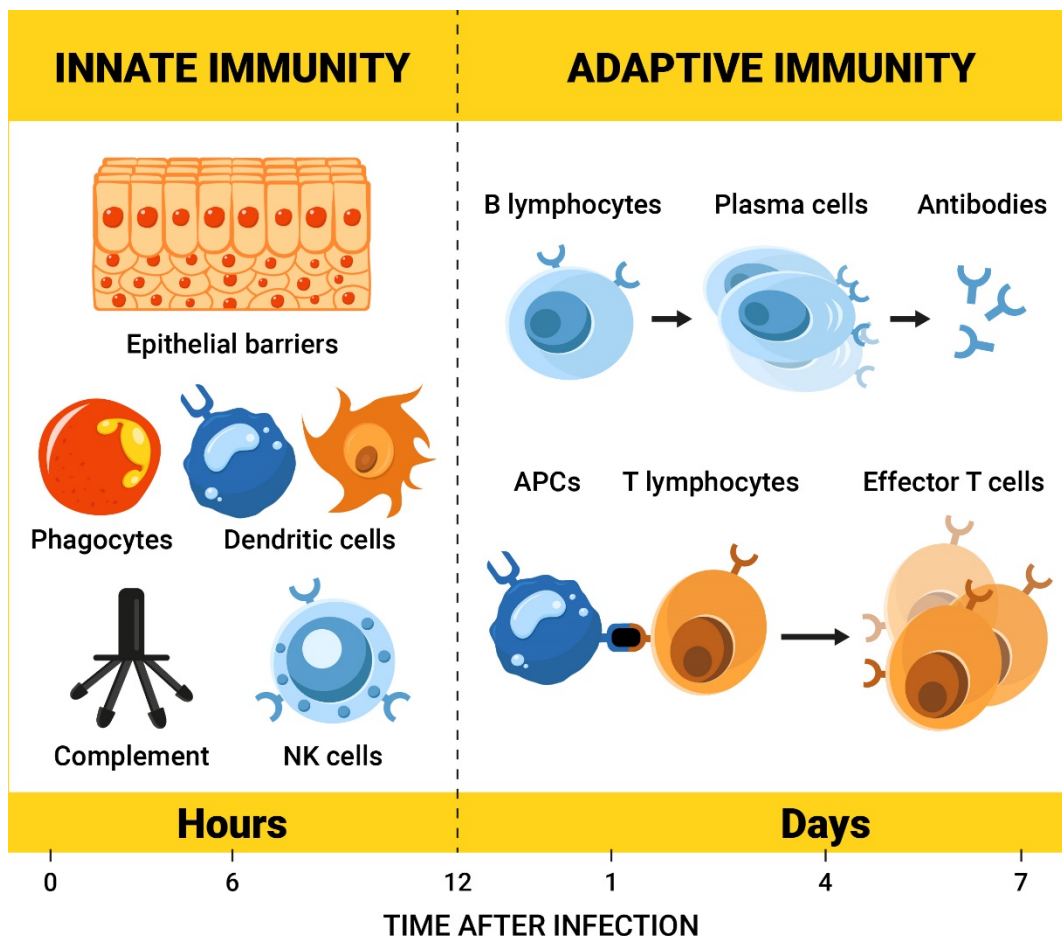 INNATE IMMUNITY
ADAPTIVE IMMUNITY
Epithelial barriers
Phagocytes
Dendritic cells
Complement
NK cells
B lymphocytes
Plasma cells
Antibodies
APCs
T lymphocytes
Effector T cells
Hours
Days
0
6
12
1
4
7
TIME AFTER INFECTION